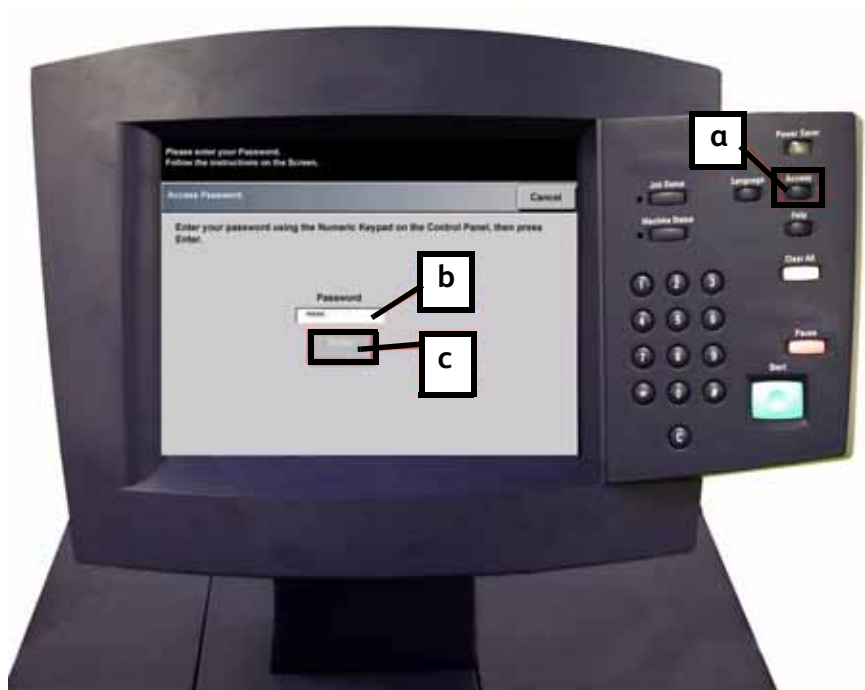 Please enter your Password.
Follow the instructions on the Screen.
Access Password
Cancel
Enter your password using the Numeric Keypad on the Control Panel, then press
Enter.
Password
a
b
c
Power Saver
Job Status
Language
Access
Machine Status
Help
Clear All
1 2 3
4 5 6
7 8 9
* 0 #
C
Pause
Start